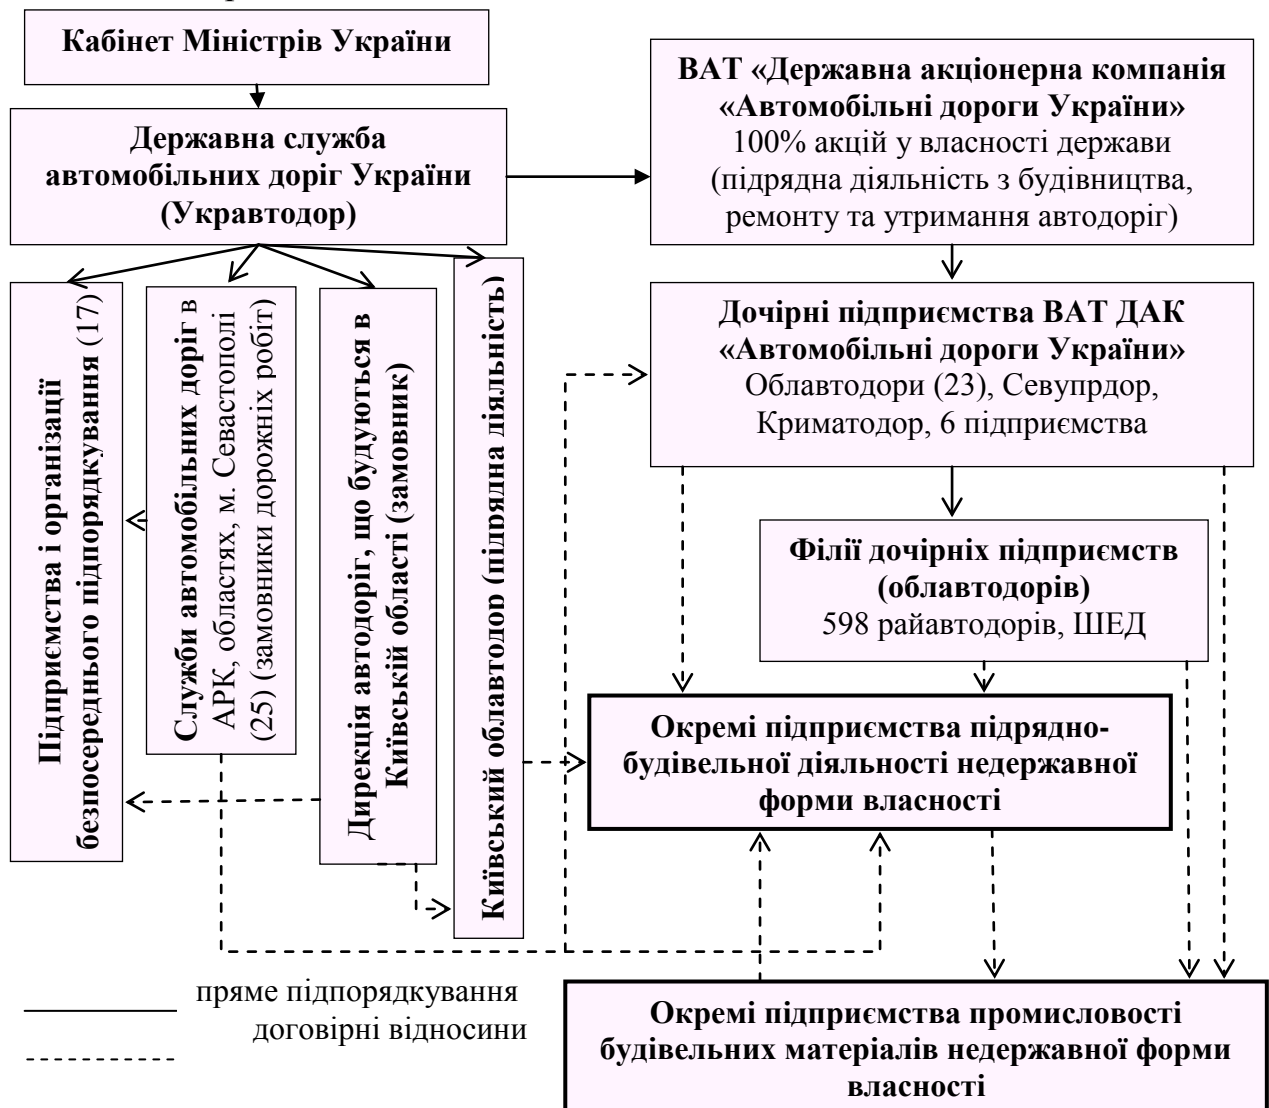 Кабінет Міністрів України
Державна служба
автомобільних доріг України
(Укравтодор)
ВАТ «Державна акціонерна компанія
«Автомобільні дороги України»
100% акцій у власності держави
(підрядна діяльність з будівництва,
ремонту та утримання автодоріг)
Підприємства і організації
безпосереднього підпорядкування (17)
Служби автомобільних доріг в
АРК, областях, м. Севастополі
(25) (замовники дорожніх робіт)
Дирекція автодоріг, що будуються в
Київській області (замовник)
Київський облавтодор (підрядна діяльність)
Дочірні підприємства ВАТ ДАК
«Автомобільні дороги України»
Облавтодори (23), Севупрдор,
Криматодор, 6 підприємства
Філії дочірніх підприємств
(облавтодорів)
598 райавтодорів, ШЕД
Окремі підприємства підрядно-
будівельної діяльності недержавної
форми власності
Окремі підприємства промисловості
будівельних матеріалів недержавної форми
власності
пряме підпорядкування
договірні відносини